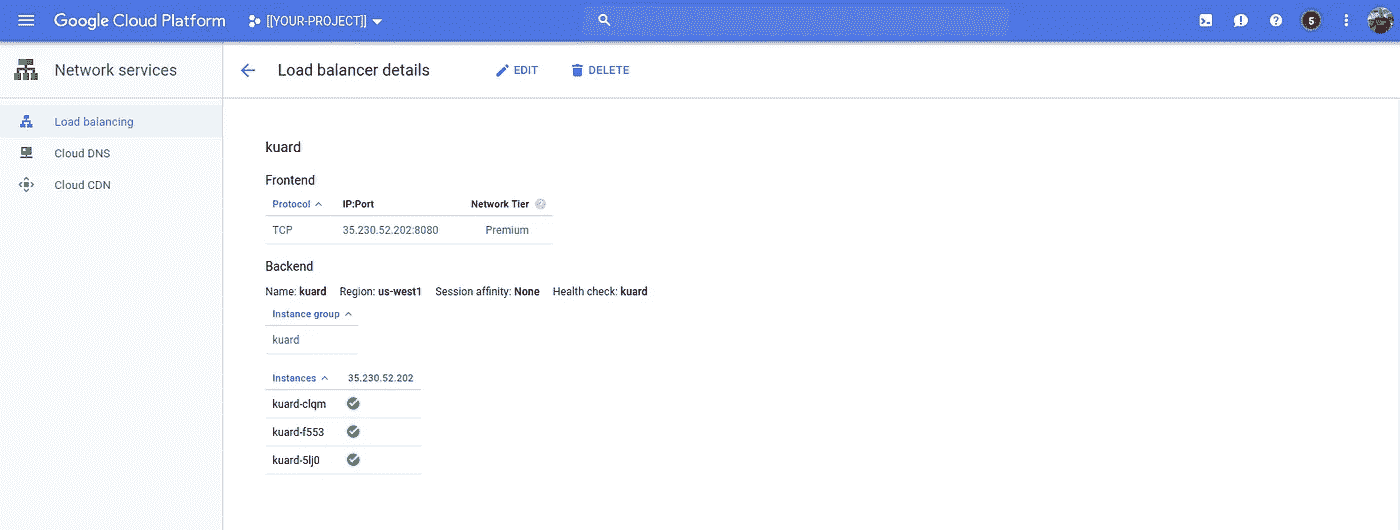 Google Cloud Platform [[YOUR-PROJECT]] 5
Network services
Load balancer details EDIT DELETE
Load balancing
Cloud DNS
Cloud CDN
kuard
Frontend
Protocol IP:Port Network Tier ?
TCP 35.230.52.202:8080 Premium
Backend
Name: kuard Region: us-west1 Session affinity: None Health check: kuard
Instance group
kuard
Instances 35.230.52.202
kuard-clqm
kuard-f553
kuard-5lj0